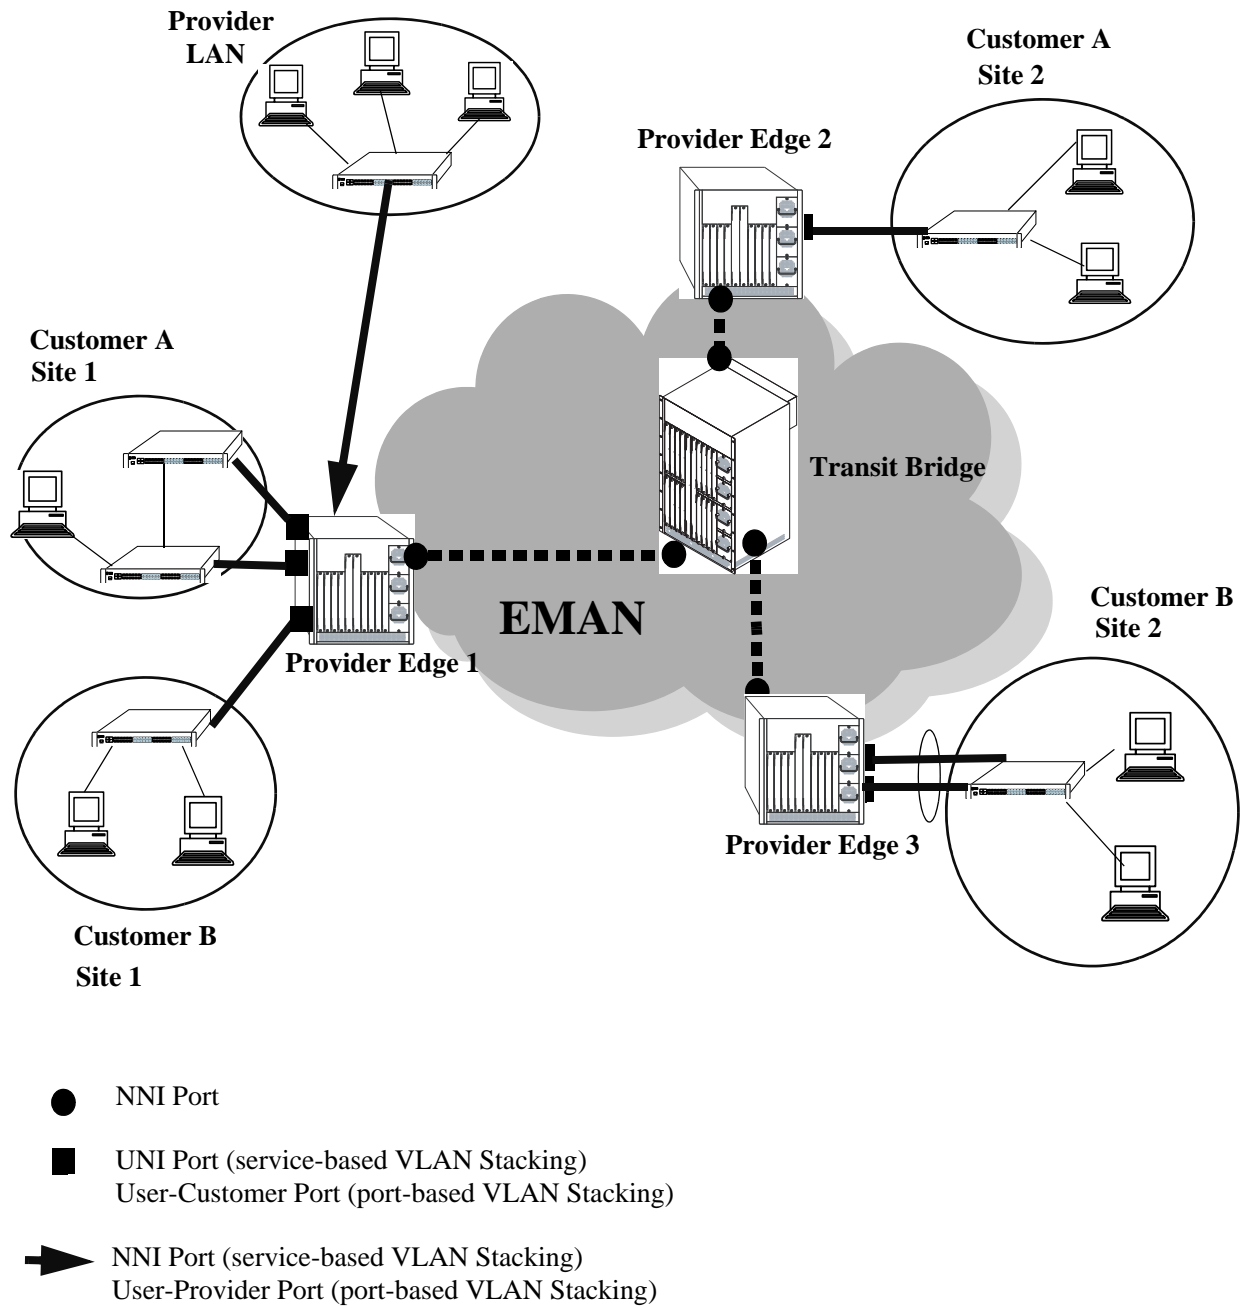 Provider
LAN
Customer A
Site 2
Provider Edge 2
Customer A
Site 1
Transit Bridge
EMAN
Customer B
Site 2
Provider Edge 1
Provider Edge 3
Customer B
Site 1
NNI Port
UNI Port (service-based VLAN Stacking)
User-Customer Port (port-based VLAN Stacking)
NNI Port (service-based VLAN Stacking)
User-Provider Port (port-based VLAN Stacking)